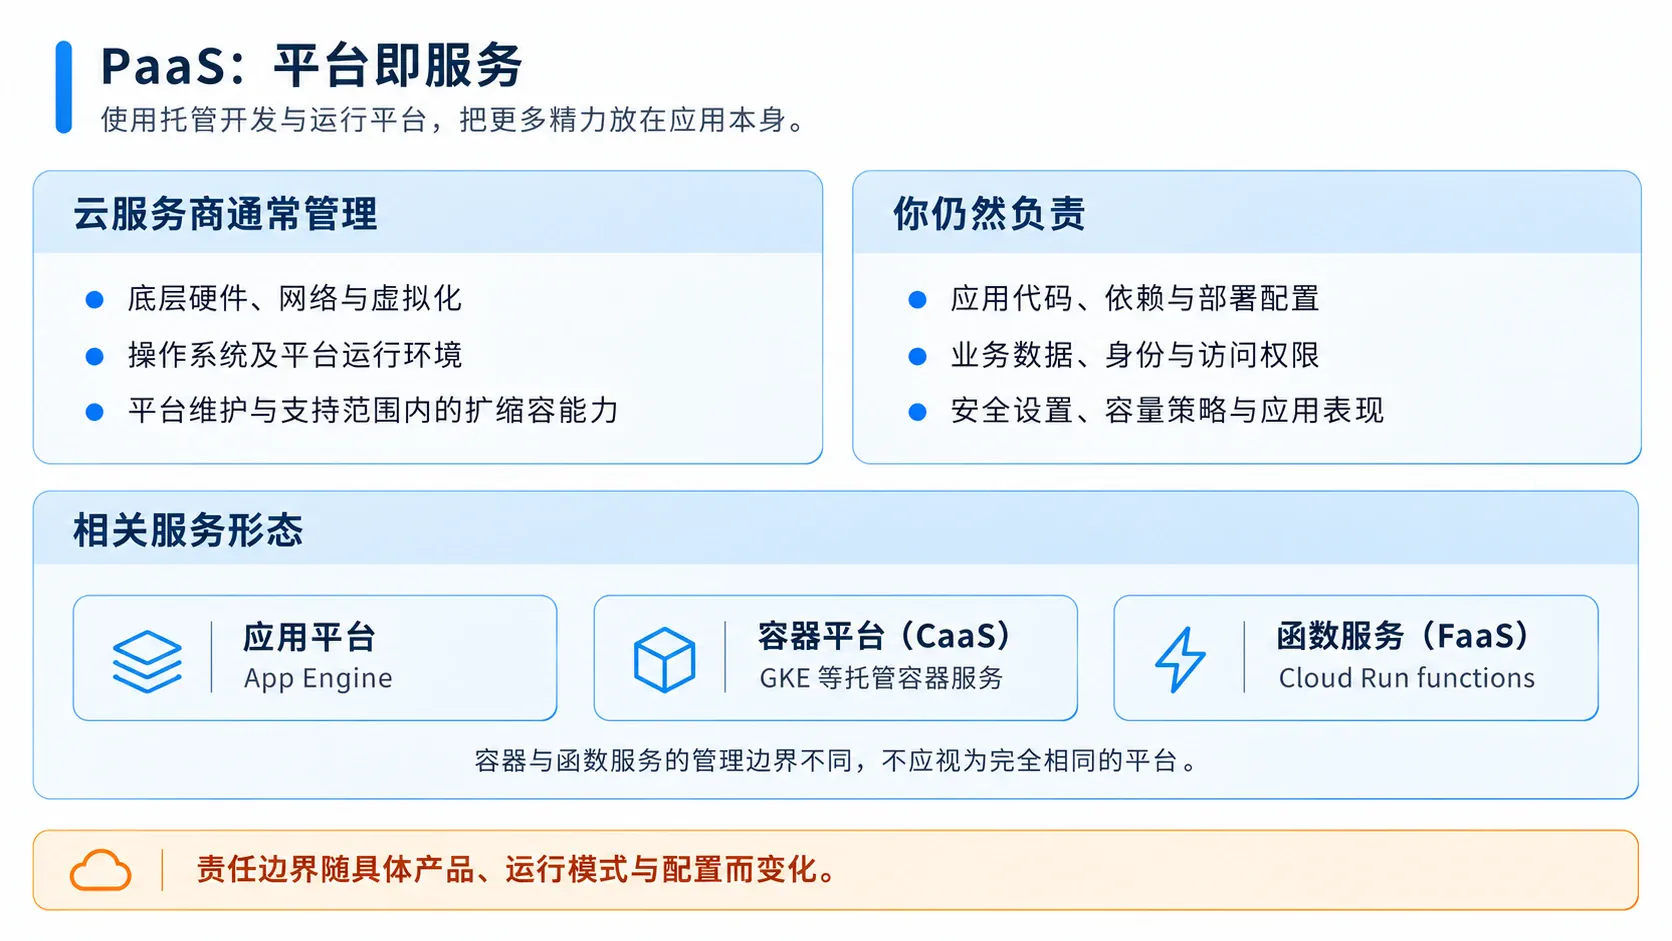 PaaS：平台即服务
使用托管开发与运行平台，把更多精力放在应用本身。
云服务商通常管理
底层硬件、网络与虚拟化
操作系统及平台运行环境
平台维护与支持范围内的扩缩容能力
你仍然负责
应用代码、依赖与部署配置
业务数据、身份与访问权限
安全设置、容量策略与应用表现
相关服务形态
应用平台
App Engine
容器平台（CaaS）
GKE 等托管容器服务
函数服务（FaaS）
Cloud Run functions
容器与函数服务的管理边界不同，不应视为完全相同的平台。
责任边界随具体产品、运行模式与配置而变化。